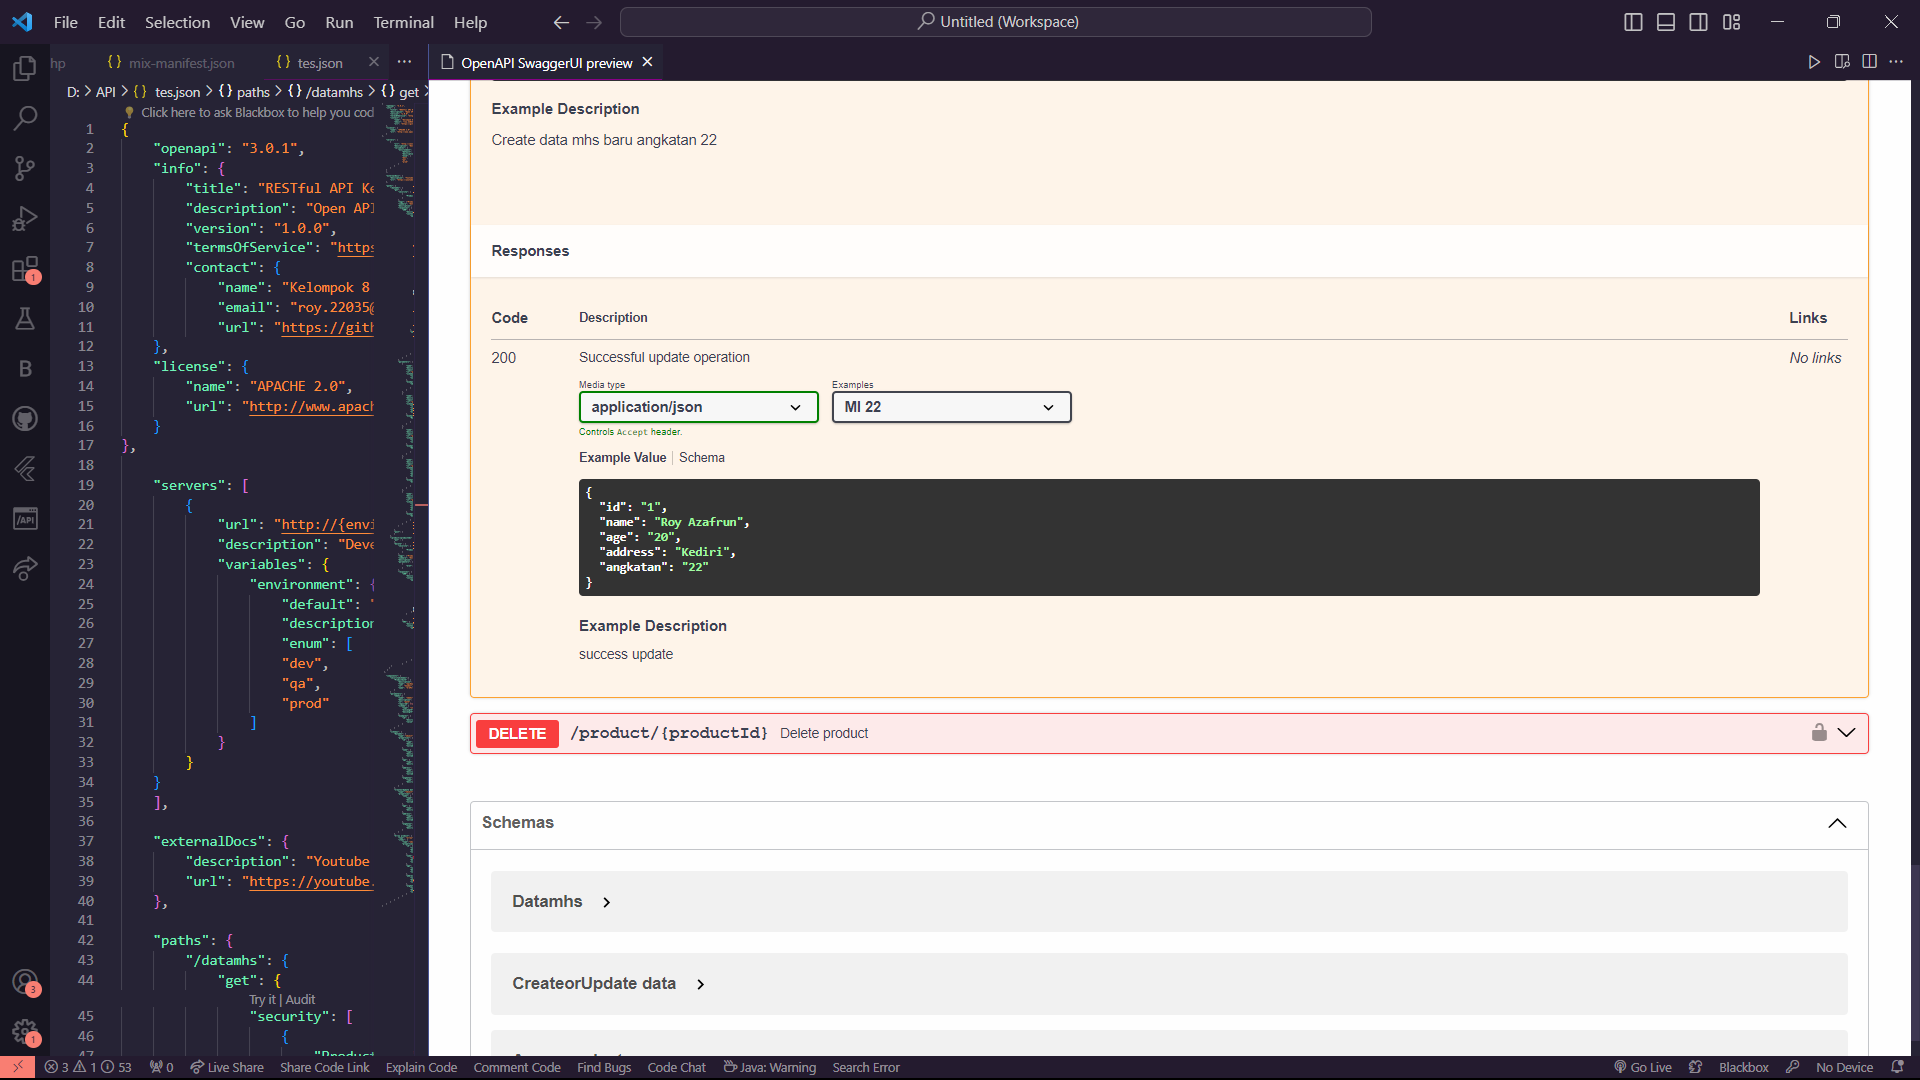 File Edit Selection View Go Run Terminal Help
Untitled (Workspace)
hp
{} mix-manifest.json
{} tes.json
OpenAPI SwaggerUI preview
D: > API > {} tes.json > {} paths > {} /datamhs > {} get >
Click here to ask Blackbox to help you cod
1 {
2 "openapi": "3.0.1",
3 "info": {
4 "title": "RESTful API Ke
5 "description": "Open API
6 "version": "1.0.0",
7 "termsOfService": "https
8 "contact": {
9 "name": "Kelompok 8
10 "email": "roy.22035@
11 "url": "https://gith
12 },
13 "license": {
14 "name": "APACHE 2.0",
15 "url": "http://www.apach
16 }
17 },
18
19 "servers": [
20 {
21 "url": "http://{envi
22 "description": "Deve
23 "variables": {
24 "environment": {
25 "default": "
26 "description
27 "enum": [
28 "dev",
29 "qa",
30 "prod"
31 ]
32 }
33 }
34 }
35 ],
36
37 "externalDocs": {
38 "description": "Youtube
39 "url": "https://youtube.
40 },
41
42 "paths": {
43 "/datamhs": {
44 "get": {
Try it | Audit
45 "security": [
46 {
47 "Product
Example Description
Create data mhs baru angkatan 22
Responses
Code Description Links
200 Successful update operation No links
Media type Examples
application/json MI 22
Controls Accept header.
Example Value | Schema
{
"id": "1",
"name": "Roy Azafrun",
"age": "20",
"address": "Kediri",
"angkatan": "22"
}
Example Description
success update
DELETE /product/{productId} Delete product
Schemas
Datamhs
CreateorUpdate data
1
3
1
B
/API
3 1 53 0 Live Share Share Code Link Explain Code Comment Code Find Bugs Code Chat Java: Warning Search Error Go Live Blackbox No Device